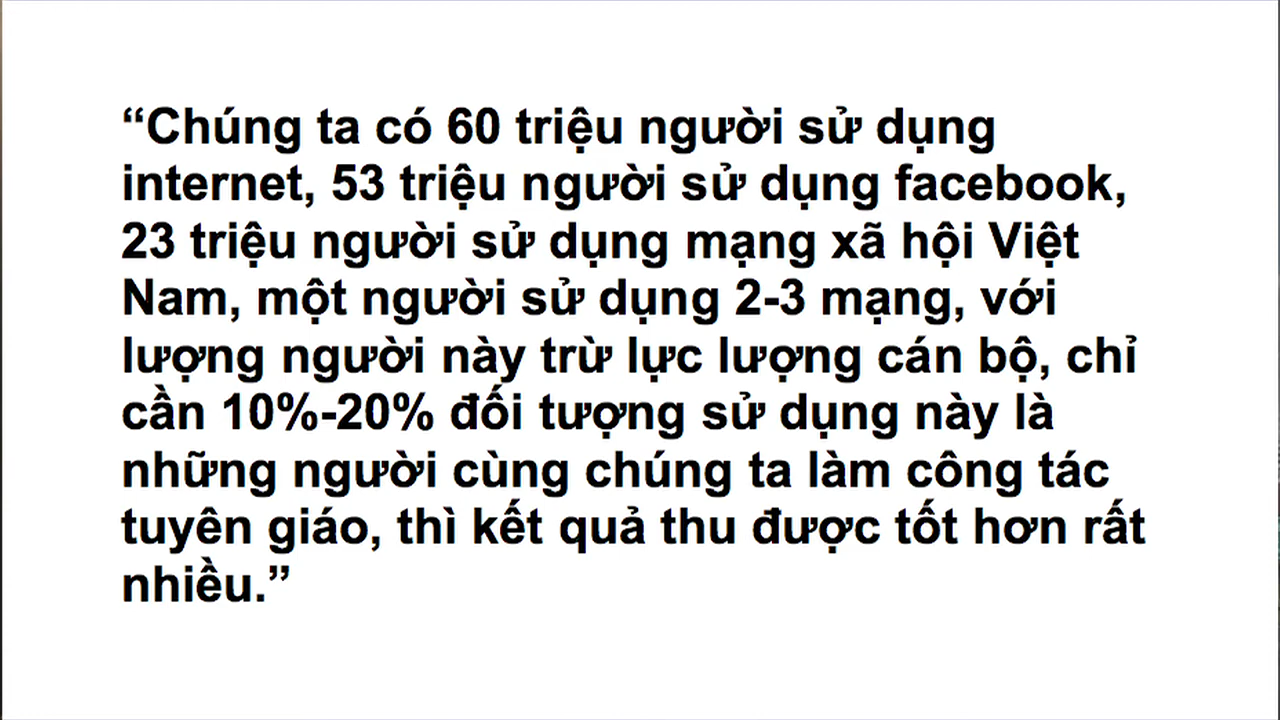 “Chúng ta có 60 triệu người sử dụng
internet, 53 triệu người sử dụng facebook,
23 triệu người sử dụng mạng xã hội Việt
Nam, một người sử dụng 2-3 mạng, với
lượng người này trừ lực lượng cán bộ, chỉ
cần 10%-20% đối tượng sử dụng này là
những người cùng chúng ta làm công tác
tuyên giáo, thì kết quả thu được tốt hơn rất
nhiều.”